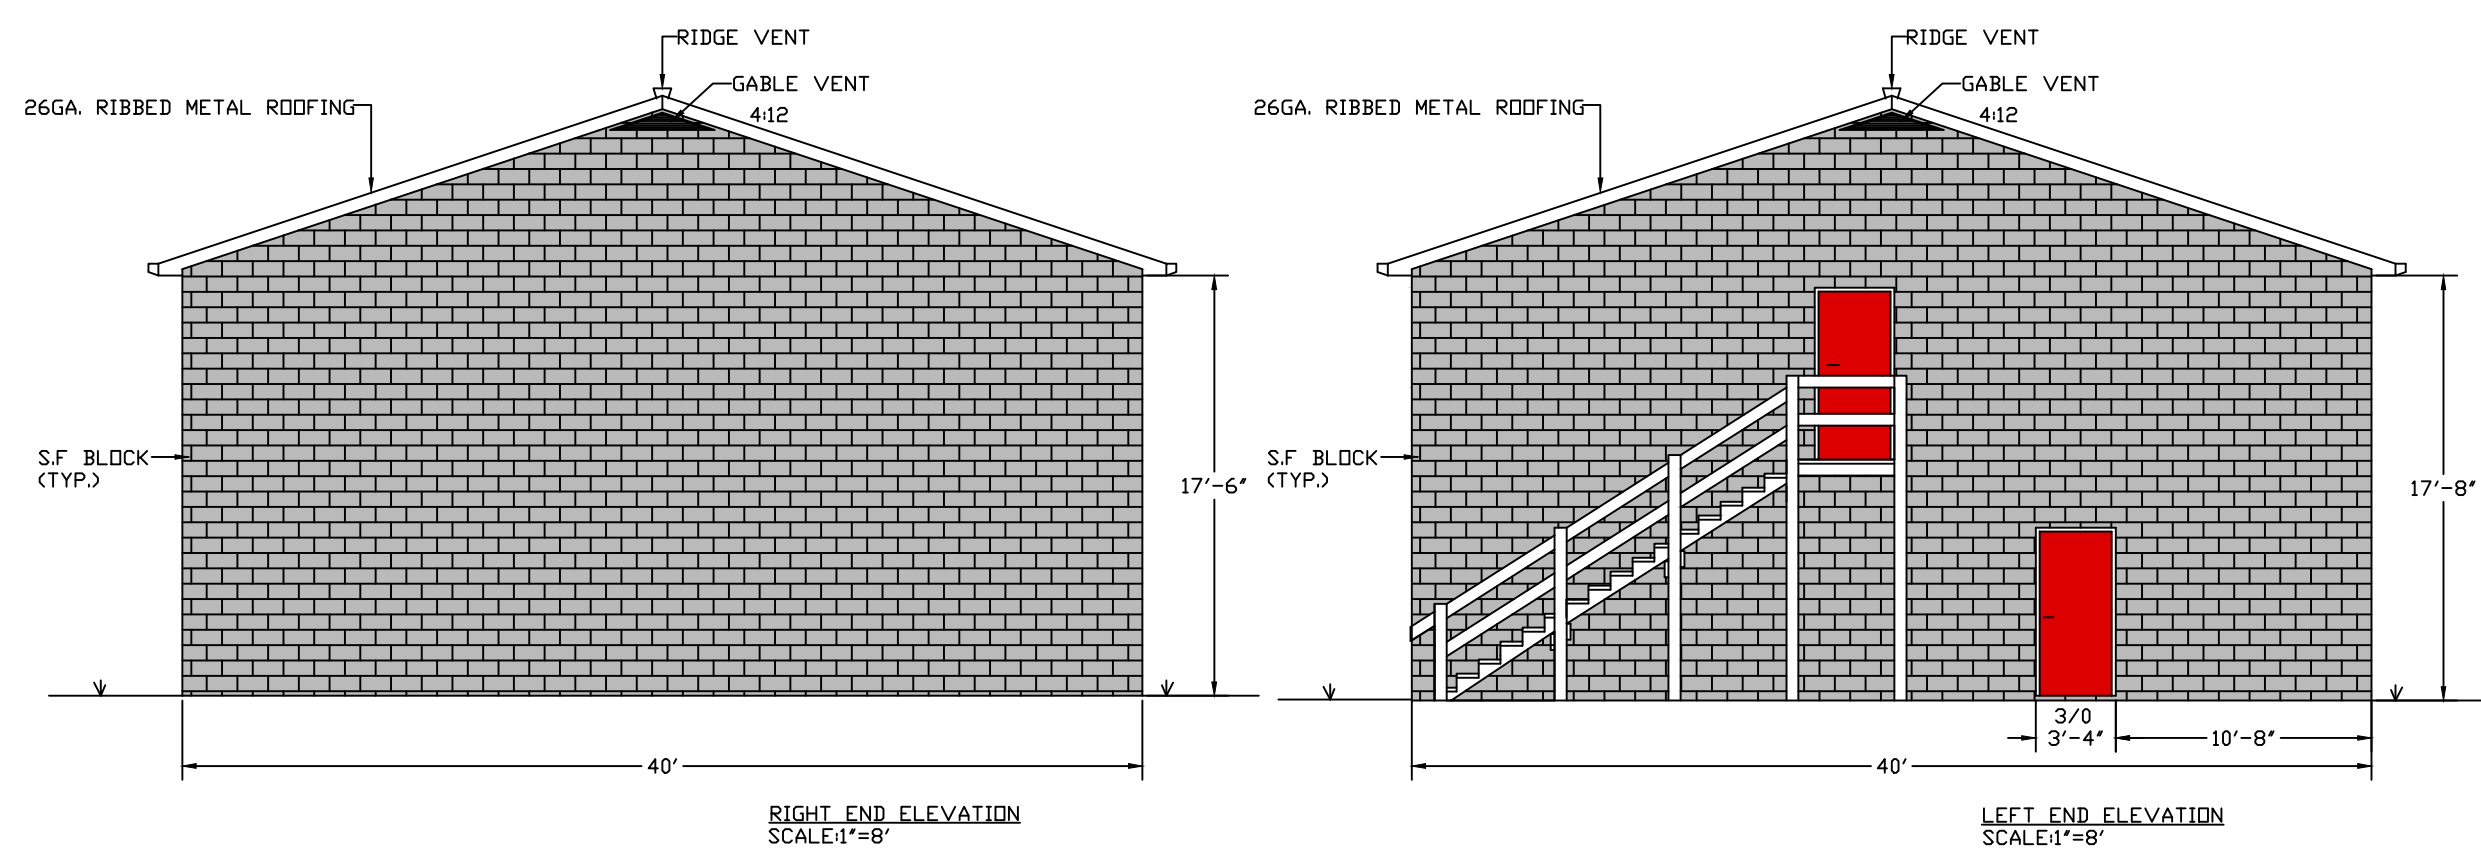 RIDGE VENT
GABLE VENT
26GA. RIBBED METAL ROOFING
4:12
S.F BLOCK
(TYP.)
17'-6"
40'
RIGHT END ELEVATION
SCALE:1"=8'
RIDGE VENT
GABLE VENT
26GA. RIBBED METAL ROOFING
4:12
S.F BLOCK
(TYP.)
17'-8"
3/0
3'-4"
10'-8"
40'
LEFT END ELEVATION
SCALE:1"=8'